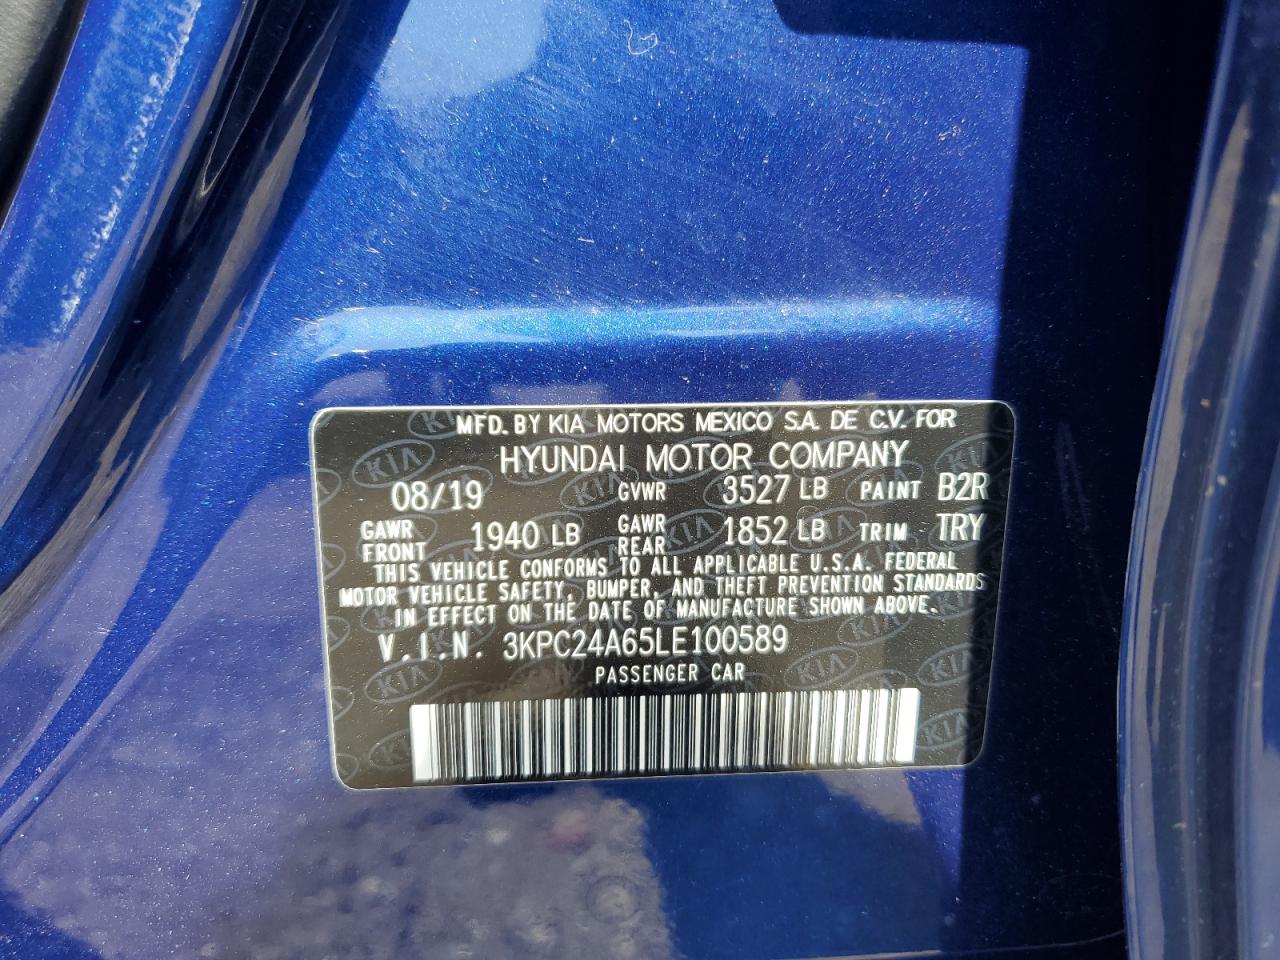 MFD. BY KIA MOTORS MEXICO S.A. DE C.V. FOR
HYUNDAI MOTOR COMPANY
08/19 GVWR 3527 LB PAINT B2R
GAWR FRONT 1940 LB GAWR REAR 1852 LB TRIM TRY
THIS VEHICLE CONFORMS TO ALL APPLICABLE U.S.A. FEDERAL
MOTOR VEHICLE SAFETY, BUMPER, AND THEFT PREVENTION STANDARDS
IN EFFECT ON THE DATE OF MANUFACTURE SHOWN ABOVE.
V.I.N. 3KPC24A65LE100589
PASSENGER CAR